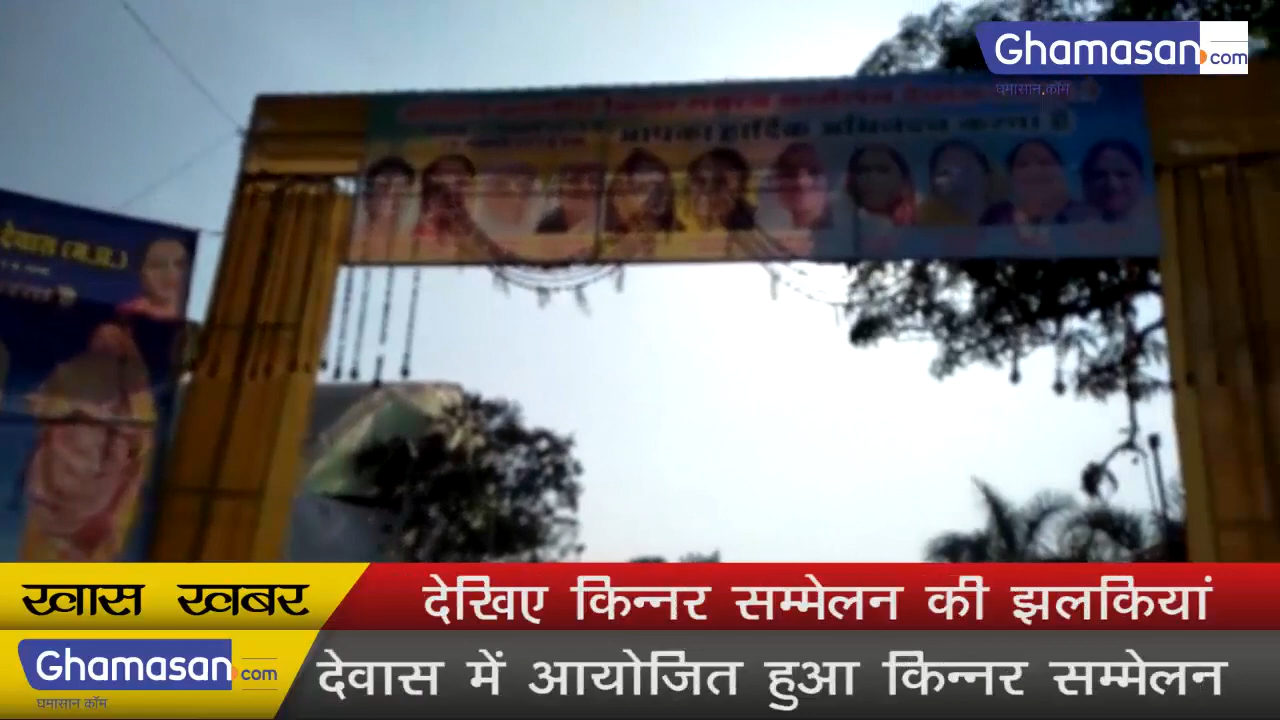 Ghamasan.com
घमासान.कॉम
आपका हार्दिक अभिनन्दन करता है
देवास (म.प्र.)
खास खबर
देखिए किन्नर सम्मेलन की झलकियां
Ghamasan.com
घमासान कॉम
देवास में आयोजित हुआ किन्नर सम्मेलन